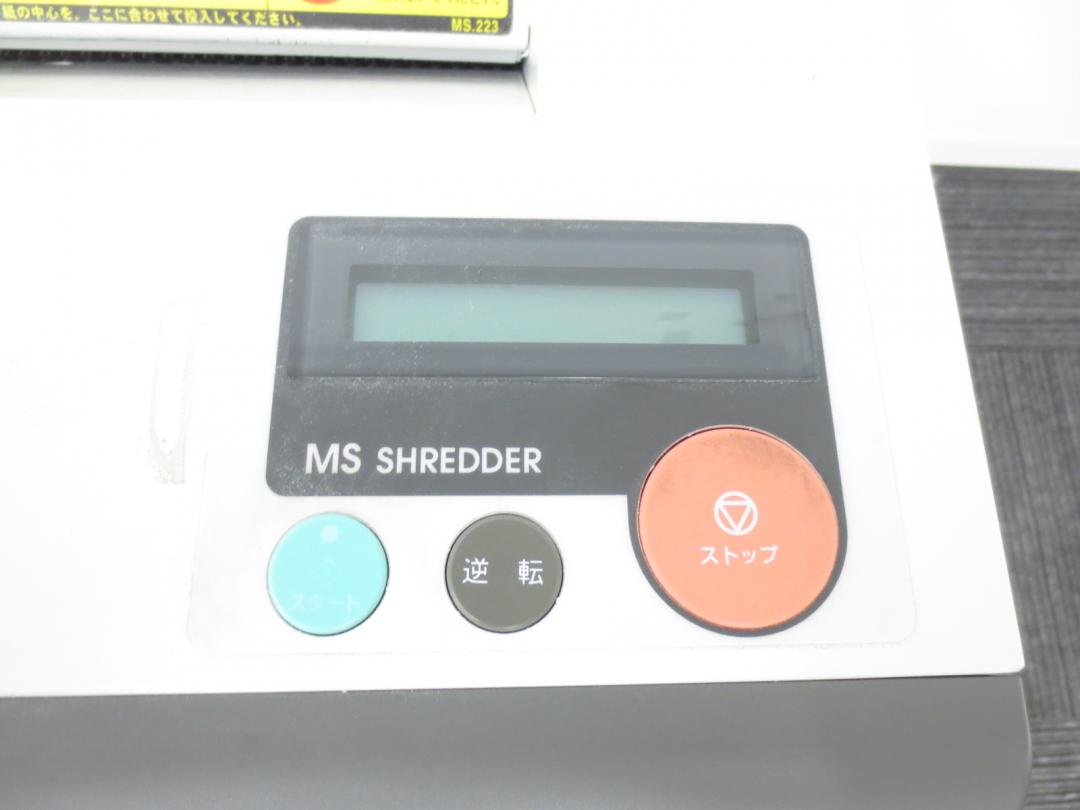 紙の中心を、ここに合わせて投入してください。
MS.223
MS SHREDDER
スタート
逆 転
ストップ